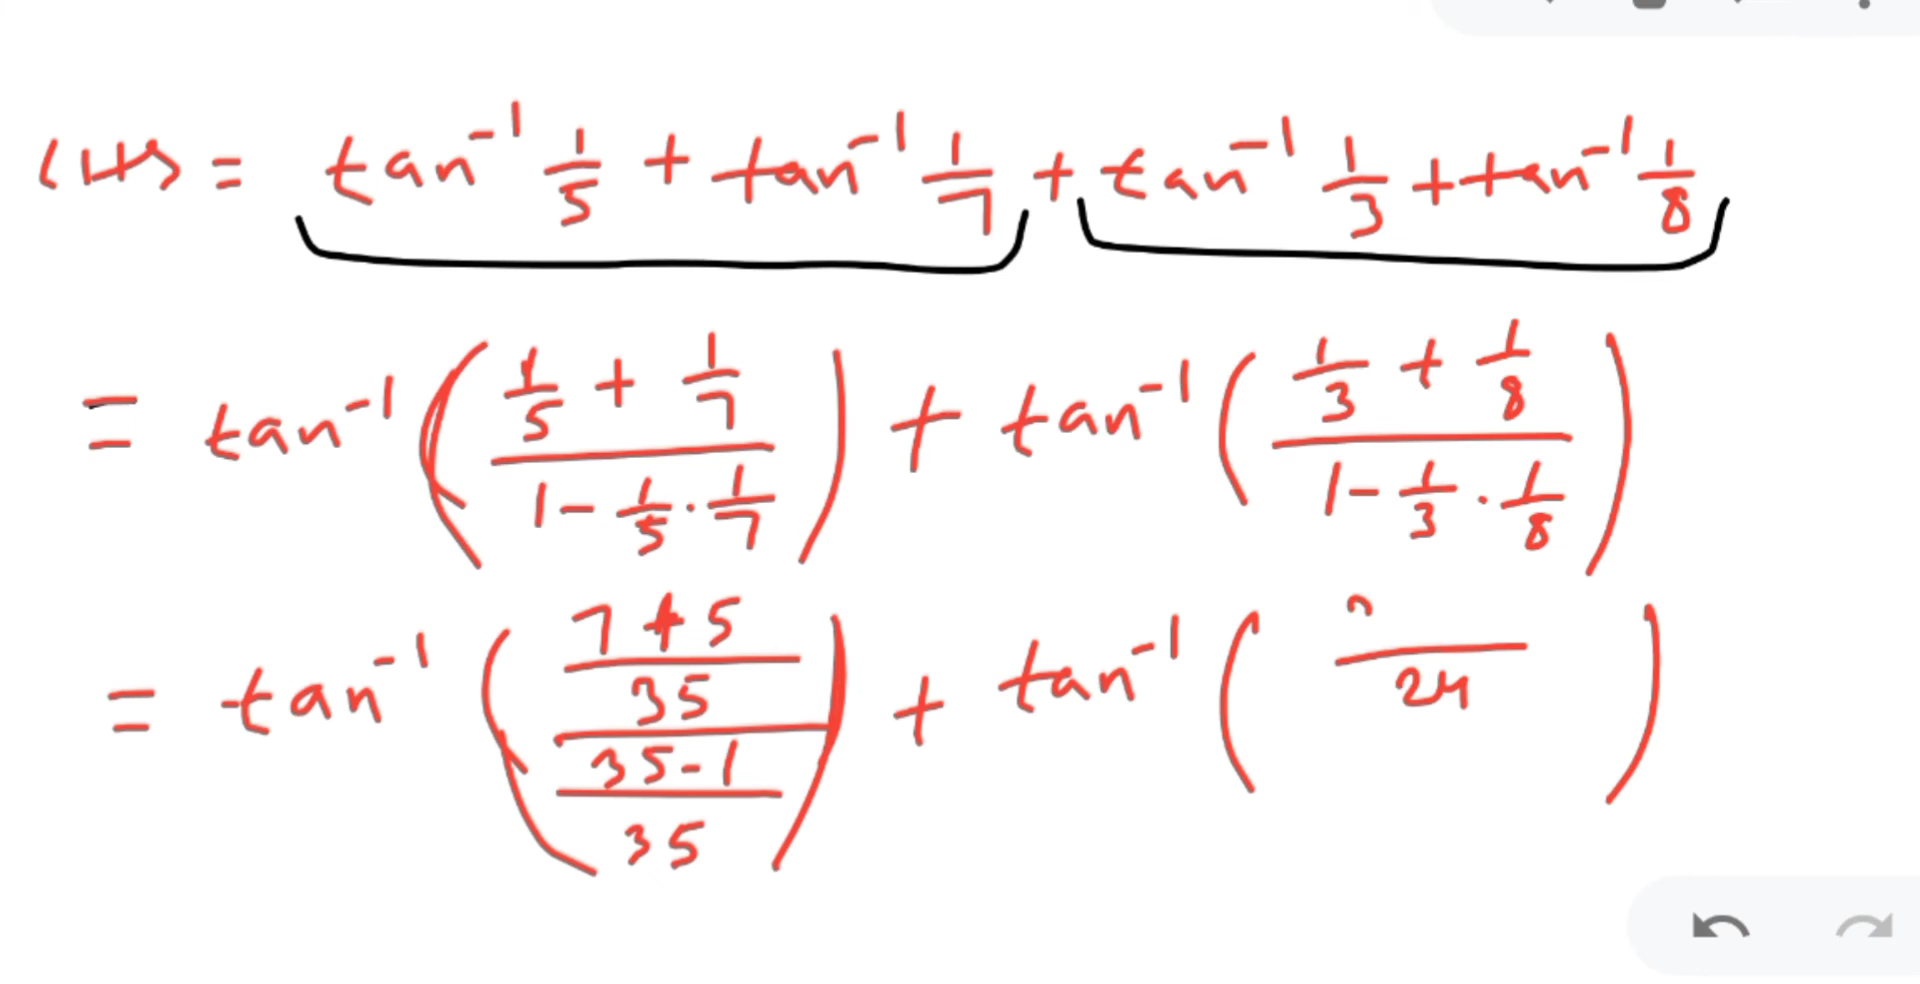 LHS = tan⁻¹ 1/5 + tan⁻¹ 1/7 + tan⁻¹ 1/3 + tan⁻¹ 1/8
= tan⁻¹ ((1/5 + 1/7)/(1 - 1/5 · 1/7)) + tan⁻¹ ((1/3 + 1/8)/(1 - 1/3 · 1/8))
= tan⁻¹ (((7+5)/35)/((35-1)/35)) + tan⁻¹ ( /24)